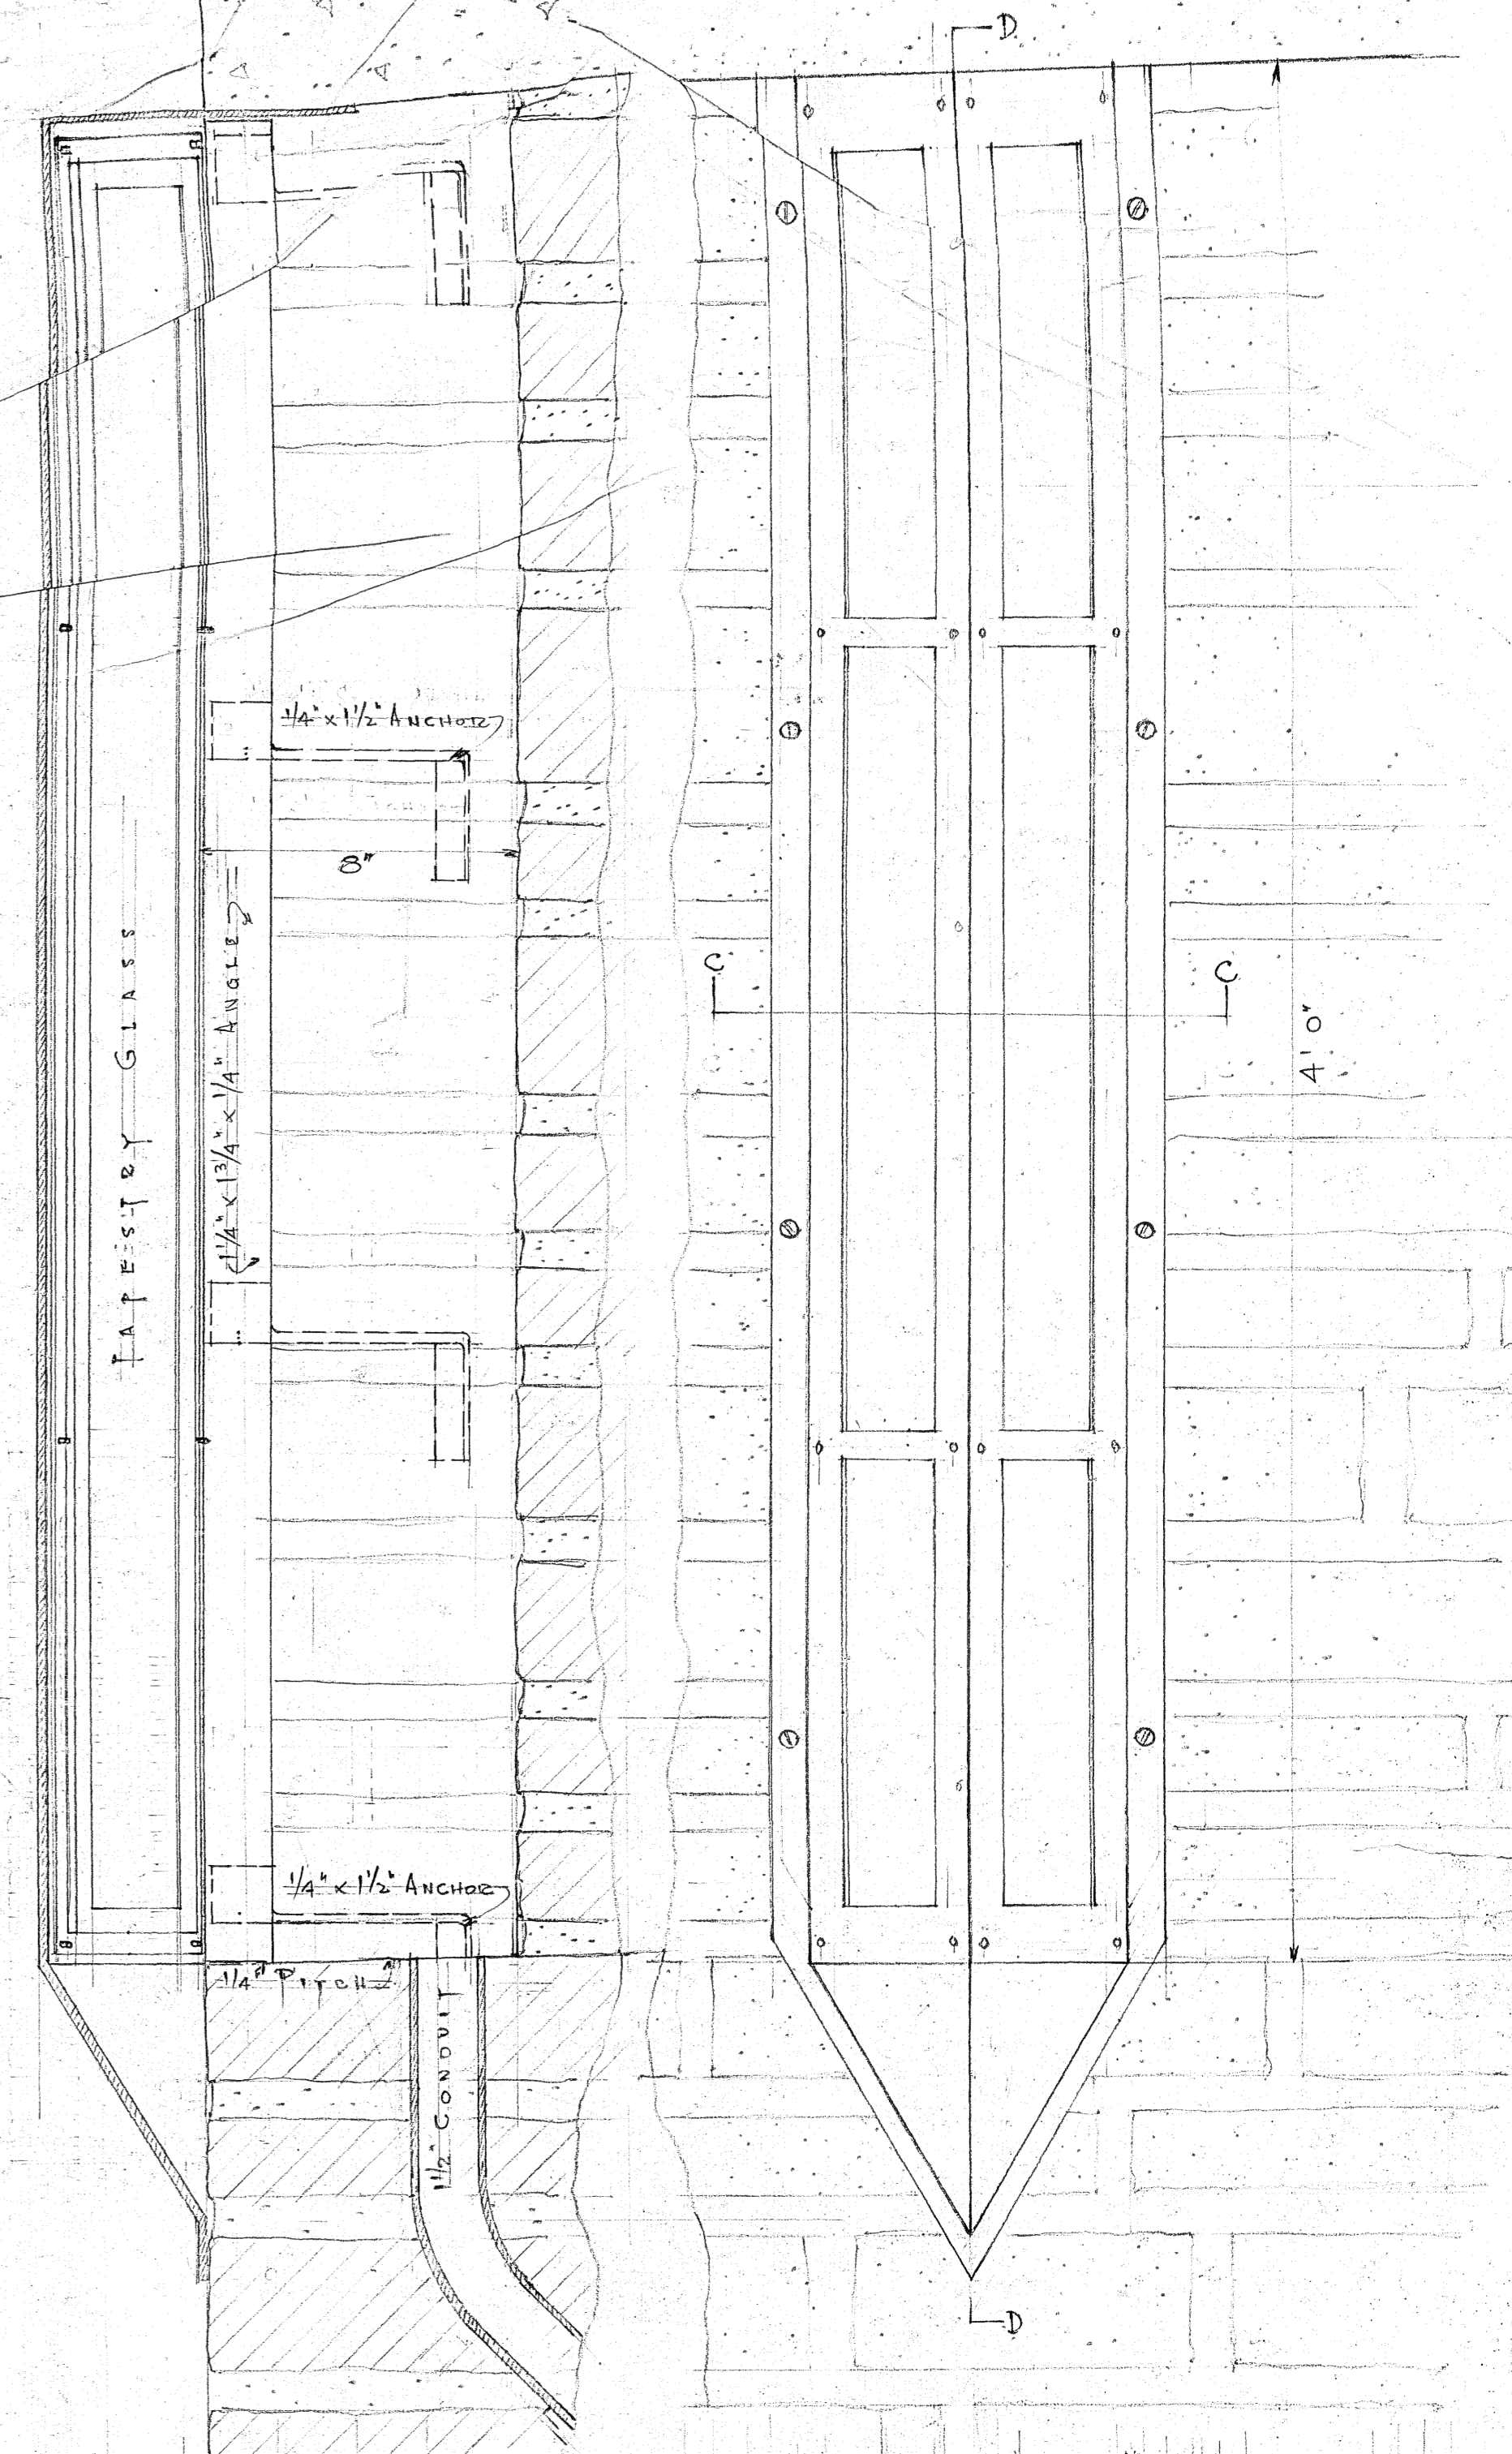 D
1/4" x 1 1/2" ANCHOR
8"
TAPESTRY GLASS
1 1/4" x 1 3/4" x 1/4" ANGLE
C
C
4' 0"
1/4" x 1 1/2" ANCHOR
1/4" PITCH
1 1/2" CONDUIT
D